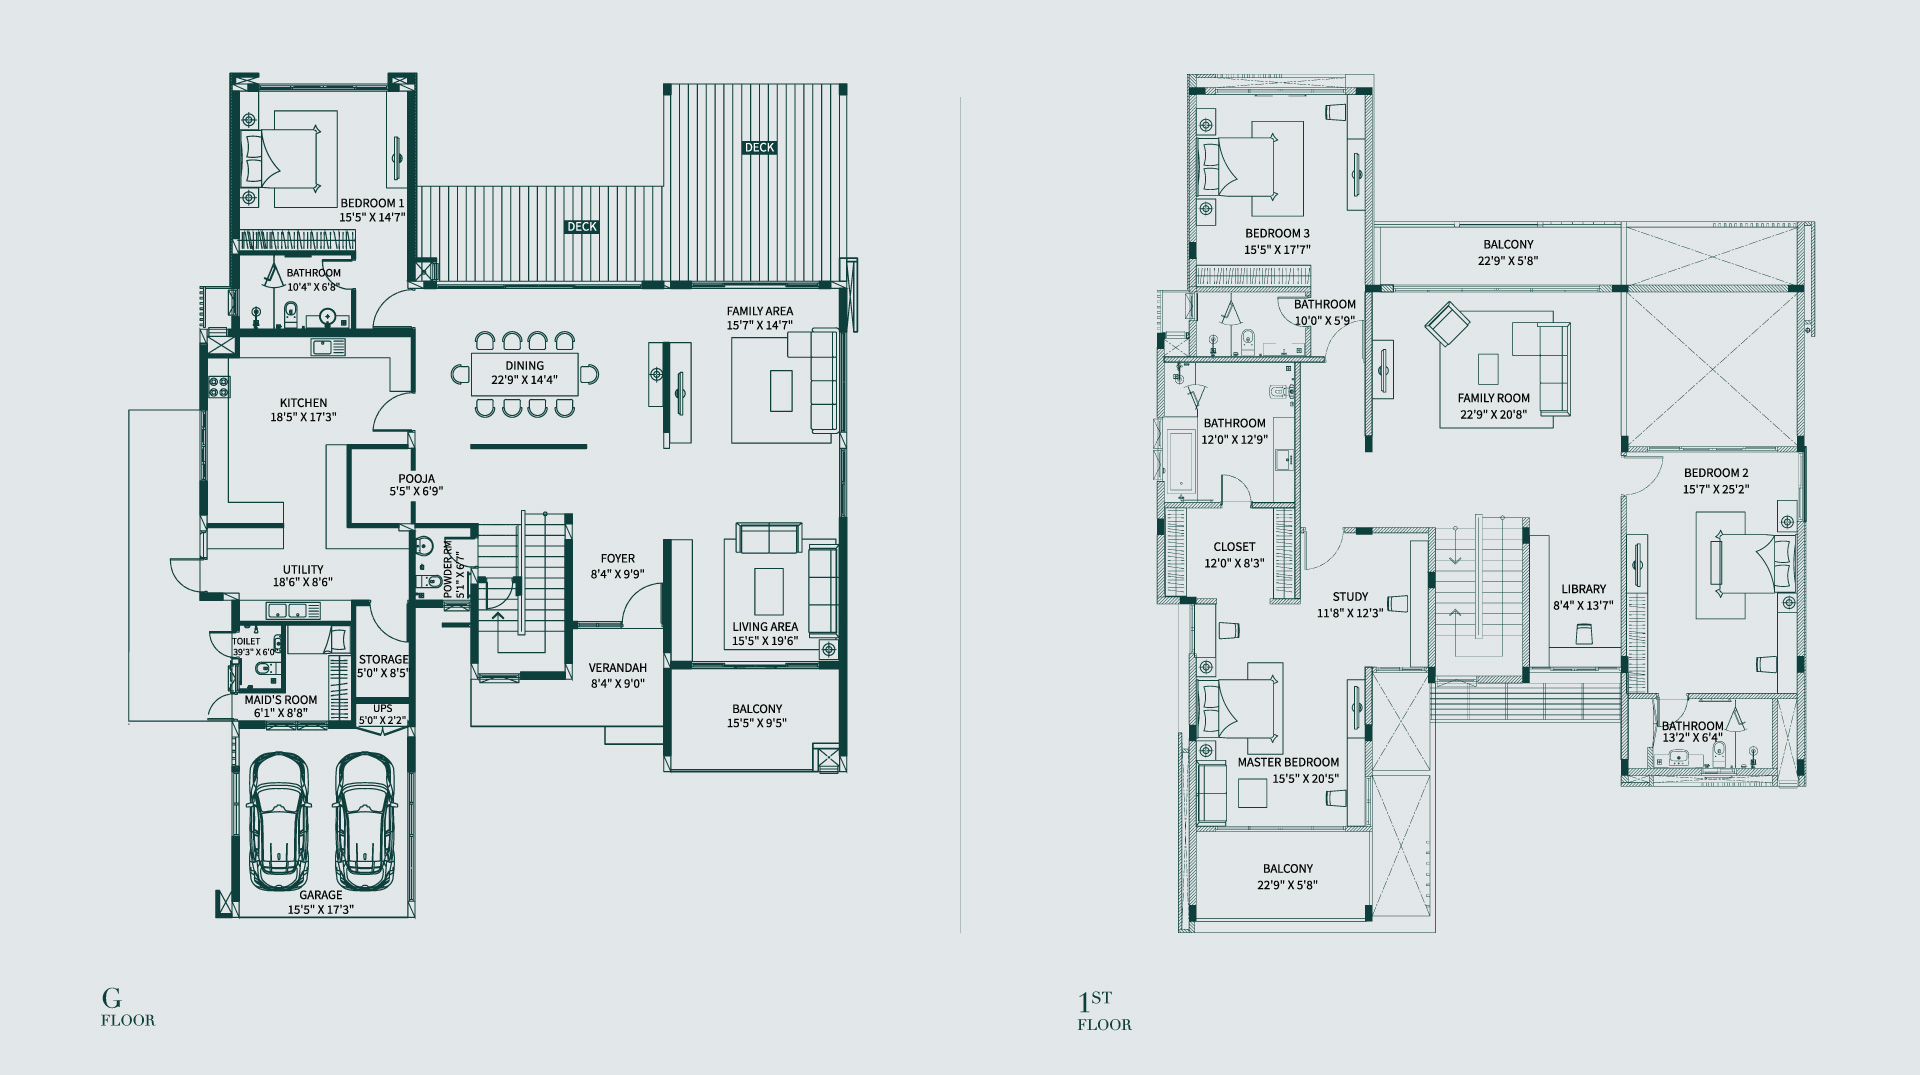 DECK
DECK
BEDROOM 1
15'5" X 14'7"
BATHROOM
10'4" X 6'8"
FAMILY AREA
15'7" X 14'7"
DINING
22'9" X 14'4"
KITCHEN
18'5" X 17'3"
POOJA
5'5" X 6'9"
POWDER RM
5'1" X 6'7"
FOYER
8'4" X 9'9"
UTILITY
18'6" X 8'6"
LIVING AREA
15'5" X 19'6"
TOILET
39'3" X 6'0"
STORAGE
5'0" X 8'5"
VERANDAH
8'4" X 9'0"
MAID'S ROOM
6'1" X 8'8"
UPS
5'0" X 2'2"
BALCONY
15'5" X 9'5"
GARAGE
15'5" X 17'3"
G
FLOOR
BEDROOM 3
15'5" X 17'7"
BALCONY
22'9" X 5'8"
BATHROOM
10'0" X 5'9"
FAMILY ROOM
22'9" X 20'8"
BATHROOM
12'0" X 12'9"
BEDROOM 2
15'7" X 25'2"
CLOSET
12'0" X 8'3"
STUDY
11'8" X 12'3"
LIBRARY
8'4" X 13'7"
BATHROOM
13'2" X 6'4"
MASTER BEDROOM
15'5" X 20'5"
BALCONY
22'9" X 5'8"
1ST
FLOOR